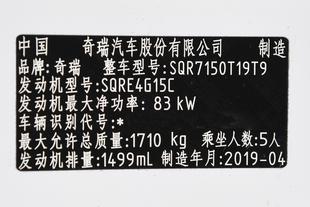 中国 奇瑞汽车股份有限公司 制造
品牌:奇瑞 整车型号:SQR7150T19T9
发动机型号:SQRE4G15C
发动机最大净功率: 83 kW
车辆识别代号:*
最大允许总质量:1710 kg 乘坐人数:5人
发动机排量:1499mL 制造年月:2019-04